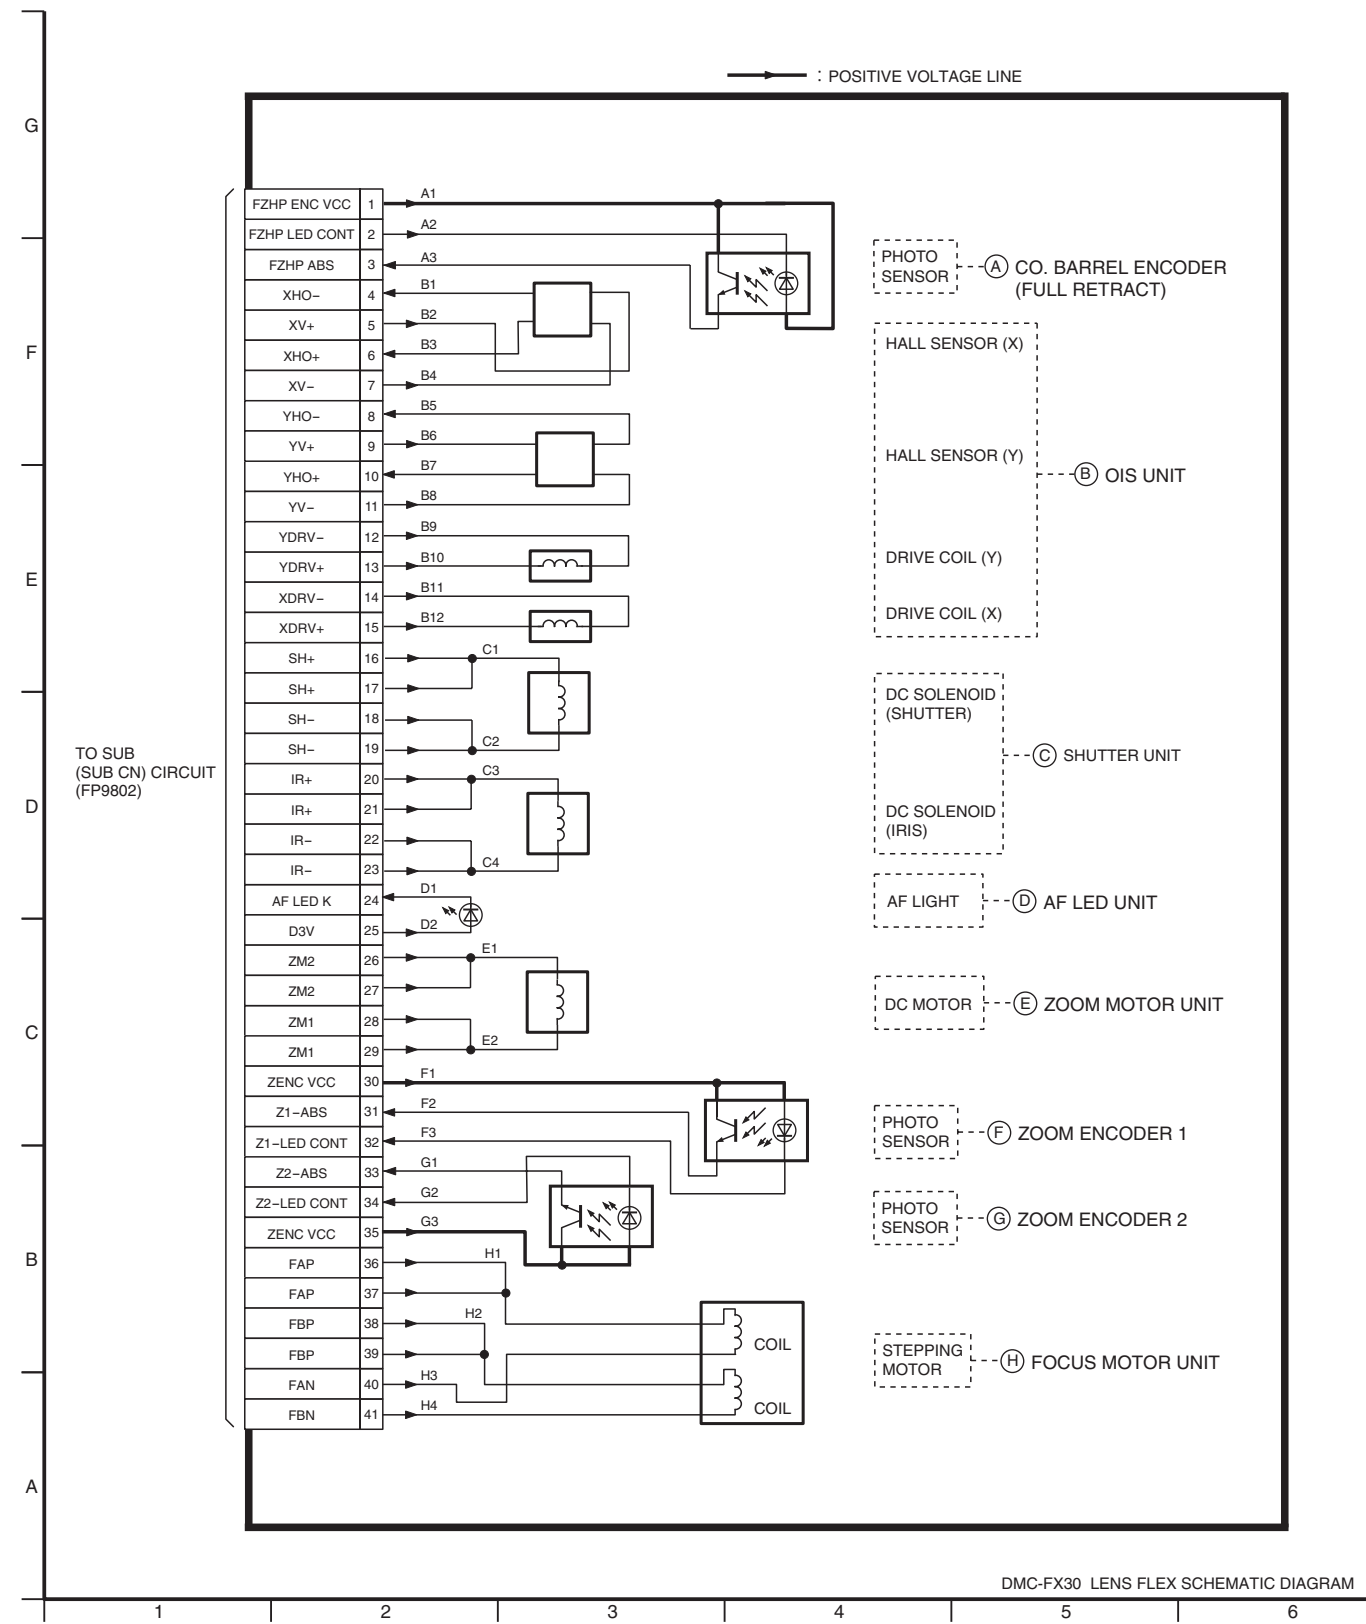 : POSITIVE VOLTAGE LINE
G
F
E
D
C
B
A
TO SUB
(SUB CN) CIRCUIT
(FP9802)
FZHP ENC VCC 1 A1
FZHP LED CONT 2 A2
FZHP ABS 3 A3
XHO− 4 B1
XV+ 5 B2
XHO+ 6 B3
XV− 7 B4
YHO− 8 B5
YV+ 9 B6
YHO+ 10 B7
YV− 11 B8
YDRV− 12 B9
YDRV+ 13 B10
XDRV− 14 B11
XDRV+ 15 B12
SH+ 16 C1
SH+ 17
SH− 18
SH− 19 C2
IR+ 20 C3
IR+ 21
IR− 22
IR− 23 C4
AF LED K 24 D1
D3V 25 D2
ZM2 26 E1
ZM2 27
ZM1 28
ZM1 29 E2
ZENC VCC 30 F1
Z1−ABS 31 F2
Z1−LED CONT 32 F3
Z2−ABS 33 G1
Z2−LED CONT 34 G2
ZENC VCC 35 G3
FAP 36 H1
FAP 37
FBP 38 H2
FBP 39
FAN 40 H3
FBN 41 H4
COIL
COIL
PHOTO
SENSOR
A CO. BARREL ENCODER
(FULL RETRACT)
HALL SENSOR (X)
HALL SENSOR (Y)
B OIS UNIT
DRIVE COIL (Y)
DRIVE COIL (X)
DC SOLENOID
(SHUTTER)
C SHUTTER UNIT
DC SOLENOID
(IRIS)
AF LIGHT D AF LED UNIT
DC MOTOR E ZOOM MOTOR UNIT
PHOTO
SENSOR
F ZOOM ENCODER 1
PHOTO
SENSOR
G ZOOM ENCODER 2
STEPPING
MOTOR
H FOCUS MOTOR UNIT
DMC-FX30 LENS FLEX SCHEMATIC DIAGRAM
1 2 3 4 5 6